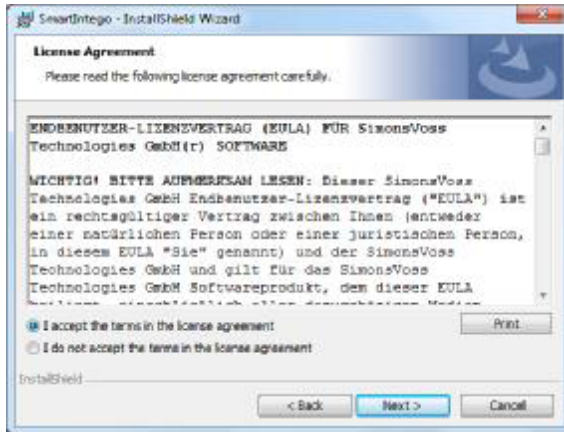 SmartIntego - InstallShield Wizard
License Agreement
Please read the following license agreement carefully.
ENDBENUTZER-LIZENZVERTRAG (EULA) FÜR SimonsVoss
Technologies GmbH(r) SOFTWARE
WICHTIG! BITTE AUFMERKSAM LESEN: Dieser SimonsVoss
Technologies GmbH Endbenutzer-Lizenzvertrag ("EULA") ist
ein rechtsgültiger Vertrag zwischen Ihnen (entweder
einer natürlichen Person oder einer juristischen Person,
in diesem EULA "Sie" genannt) und der SimonsVoss
Technologies GmbH und gilt für das SimonsVoss
Technologies GmbH Softwareprodukt, dem dieser EULA
I accept the terms in the license agreement
Print
I do not accept the terms in the license agreement
InstallShield
< Back
Next >
Cancel